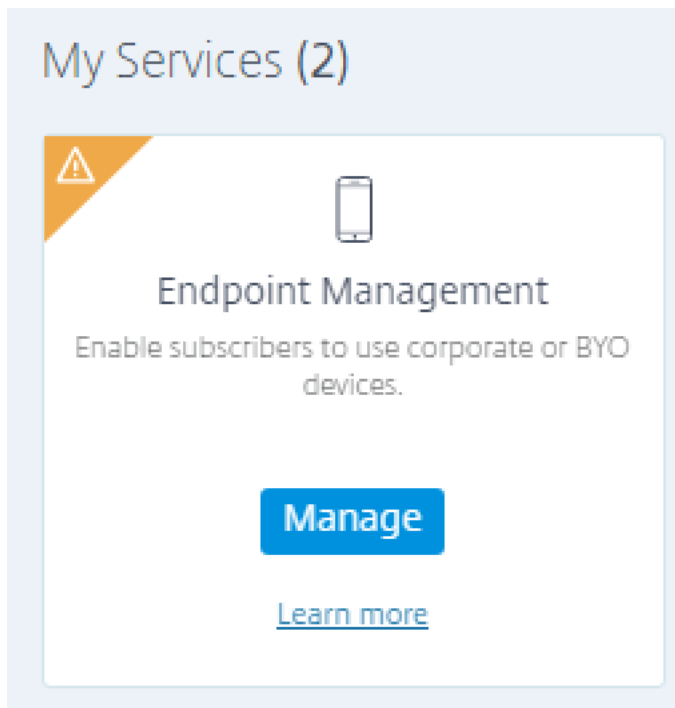 My Services (2)
Endpoint Management
Enable subscribers to use corporate or BYO
devices.
Manage
Learn more